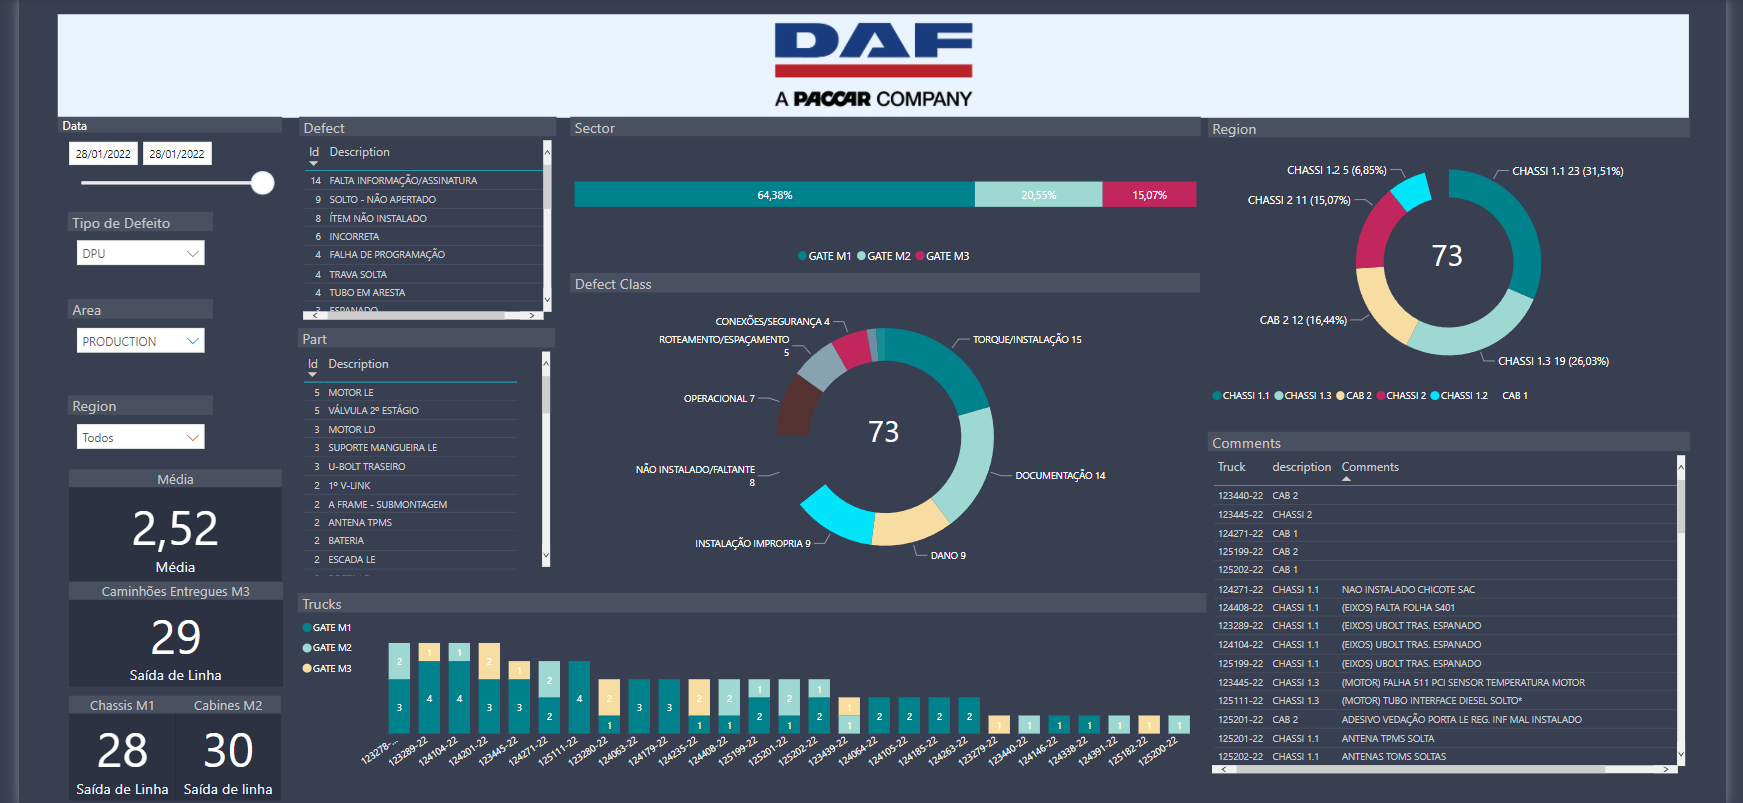 DAF
A PACCAR COMPANY
Data
28/01/2022 28/01/2022
Tipo de Defeito
DPU
Area
PRODUCTION
Region
Todos
Média
2,52
Média
Caminhões Entregues M3
29
Saída de Linha
Chassis M1
28
Saída de Linha
Cabines M2
30
Saída de linha
Defect
Id Description
14 FALTA INFORMAÇÃO/ASSINATURA
9 SOLTO - NÃO APERTADO
8 ÍTEM NÃO INSTALADO
6 INCORRETA
4 FALHA DE PROGRAMAÇÃO
4 TRAVA SOLTA
4 TUBO EM ARESTA
3 ESPANADO
Part
Id Description
5 MOTOR LE
5 VÁLVULA 2º ESTÁGIO
3 MOTOR LD
3 SUPORTE MANGUEIRA LE
3 U-BOLT TRASEIRO
2 1º V-LINK
2 A FRAME - SUBMONTAGEM
2 ANTENA TPMS
2 BATERIA
2 ESCADA LE
Sector
64,38% 20,55% 15,07%
GATE M1 GATE M2 GATE M3
Defect Class
CONEXÕES/SEGURANÇA 4
ROTEAMENTO/ESPAÇAMENTO
5
OPERACIONAL 7
NÃO INSTALADO/FALTANTE
8
INSTALAÇÃO IMPROPRIA 9
DANO 9
DOCUMENTAÇÃO 14
TORQUE/INSTALAÇÃO 15
73
Trucks
GATE M1
GATE M2
GATE M3
2 1 1 2 1 2 4 2 3 3 2 2 1 2 1 1 2 2 2 2 1 1 1 1 1 1 1
3 4 4 3 3 2 1 1 1 2 1 2 1
123278-...
123289-22
124104-22
124201-22
123445-22
124271-22
125111-22
123280-22
124063-22
124179-22
124235-22
124408-22
125199-22
125201-22
125202-22
123439-22
124064-22
124105-22
124185-22
124263-22
123279-22
123440-22
124146-22
124338-22
124391-22
125182-22
125200-22
Region
CHASSI 1.2 5 (6,85%)
CHASSI 2 11 (15,07%)
CAB 2 12 (16,44%)
CHASSI 1.1 23 (31,51%)
CHASSI 1.3 19 (26,03%)
73
CHASSI 1.1 CHASSI 1.3 CAB 2 CHASSI 2 CHASSI 1.2 CAB 1
Comments
Truck description Comments
123440-22 CAB 2
123445-22 CHASSI 2
124271-22 CAB 1
125199-22 CAB 2
125202-22 CAB 1
124271-22 CHASSI 1.1 NAO INSTALADO CHICOTE SAC
124408-22 CHASSI 1.1 (EIXOS) FALTA FOLHA S401
123289-22 CHASSI 1.1 (EIXOS) UBOLT TRAS. ESPANADO
124104-22 CHASSI 1.1 (EIXOS) UBOLT TRAS. ESPANADO
125199-22 CHASSI 1.1 (EIXOS) UBOLT TRAS. ESPANADO
123445-22 CHASSI 1.3 (MOTOR) FALHA 511 PCI SENSOR TEMPERATURA MOTOR
125111-22 CHASSI 1.3 (MOTOR) TUBO INTERFACE DIESEL SOLTO*
125201-22 CAB 2 ADESIVO VEDAÇÃO PORTA LE REG. INF MAL INSTALADO
125201-22 CHASSI 1.1 ANTENA TPMS SOLTA
125202-22 CHASSI 1.1 ANTENAS TOMS SOLTAS